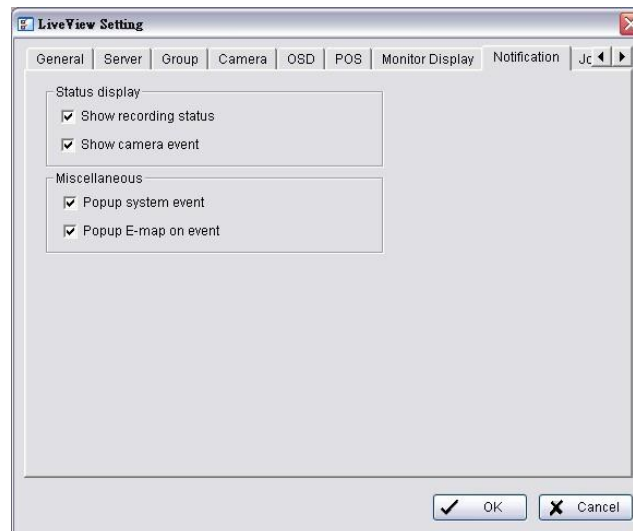 LiveView Setting
General Server Group Camera OSD POS Monitor Display Notification
Status display
Show recording status
Show camera event
Miscellaneous
Popup system event
Popup E-map on event
OK Cancel